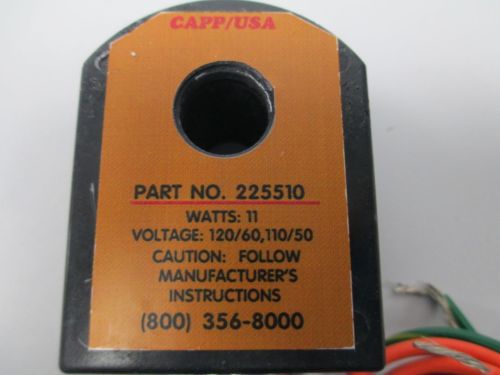 CAPP/USA
PART NO. 225510
WATTS: 11
VOLTAGE: 120/60,110/50
CAUTION: FOLLOW
MANUFACTURER'S
INSTRUCTIONS
(800) 356-8000